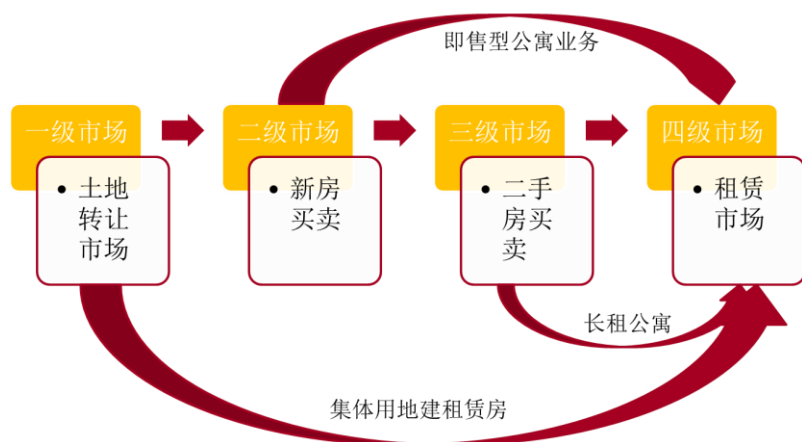 即售型公寓业务
一级市场
二级市场
三级市场
四级市场
• 土地
转让
市场
• 新房
买卖
• 二手
房买
卖
• 租赁
市场
长租公寓
集体用地建租赁房